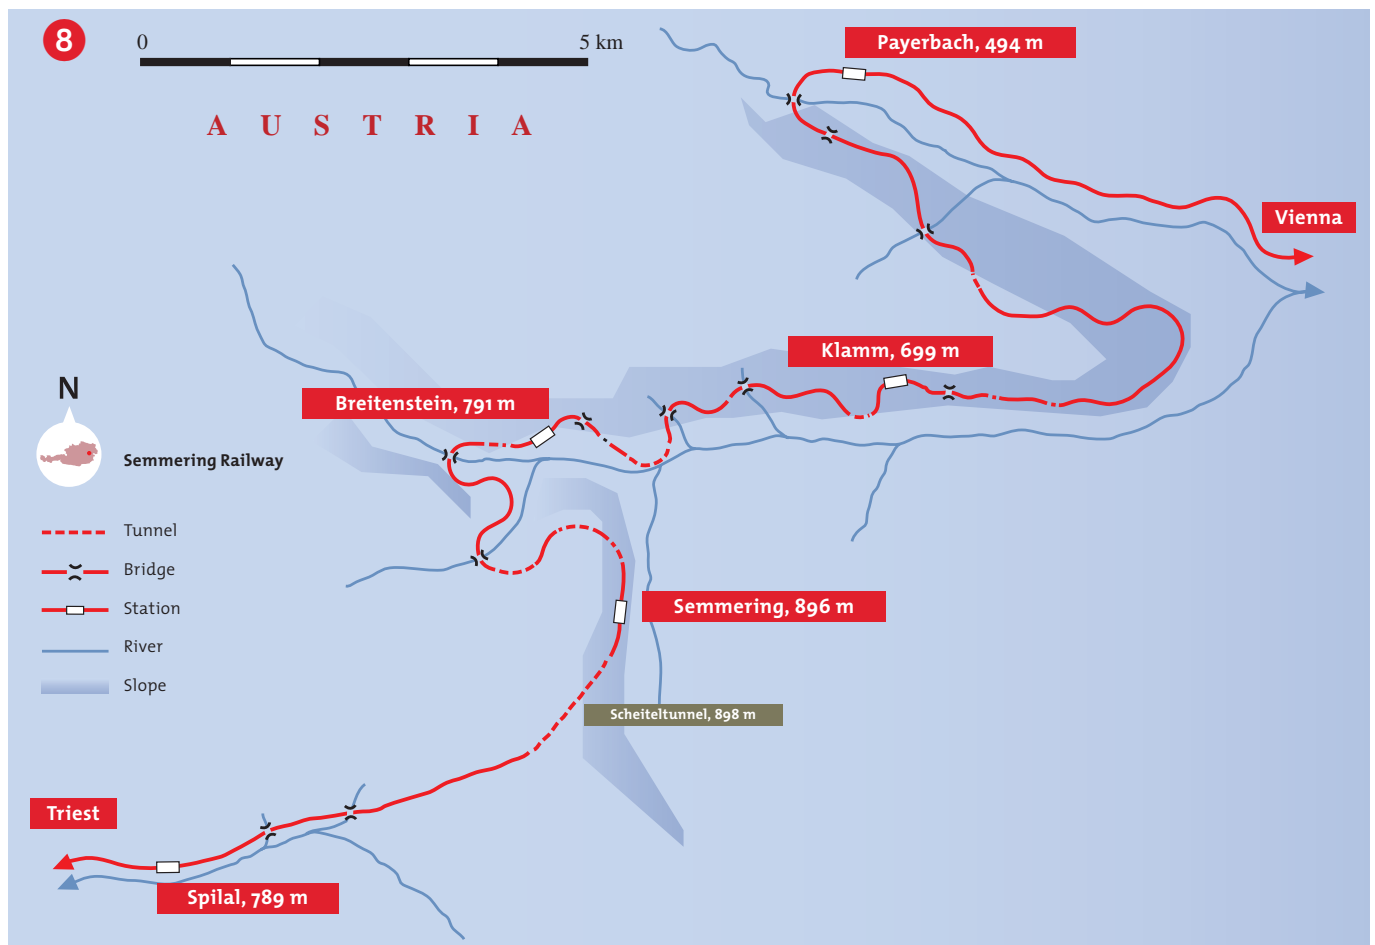 8
0 5 km
AUSTRIA
Payerbach, 494 m
Vienna
Klamm, 699 m
Breitenstein, 791 m
N
Semmering Railway
Tunnel
Bridge
Station
River
Slope
Semmering, 896 m
Scheiteltunnel, 898 m
Triest
Spilal, 789 m